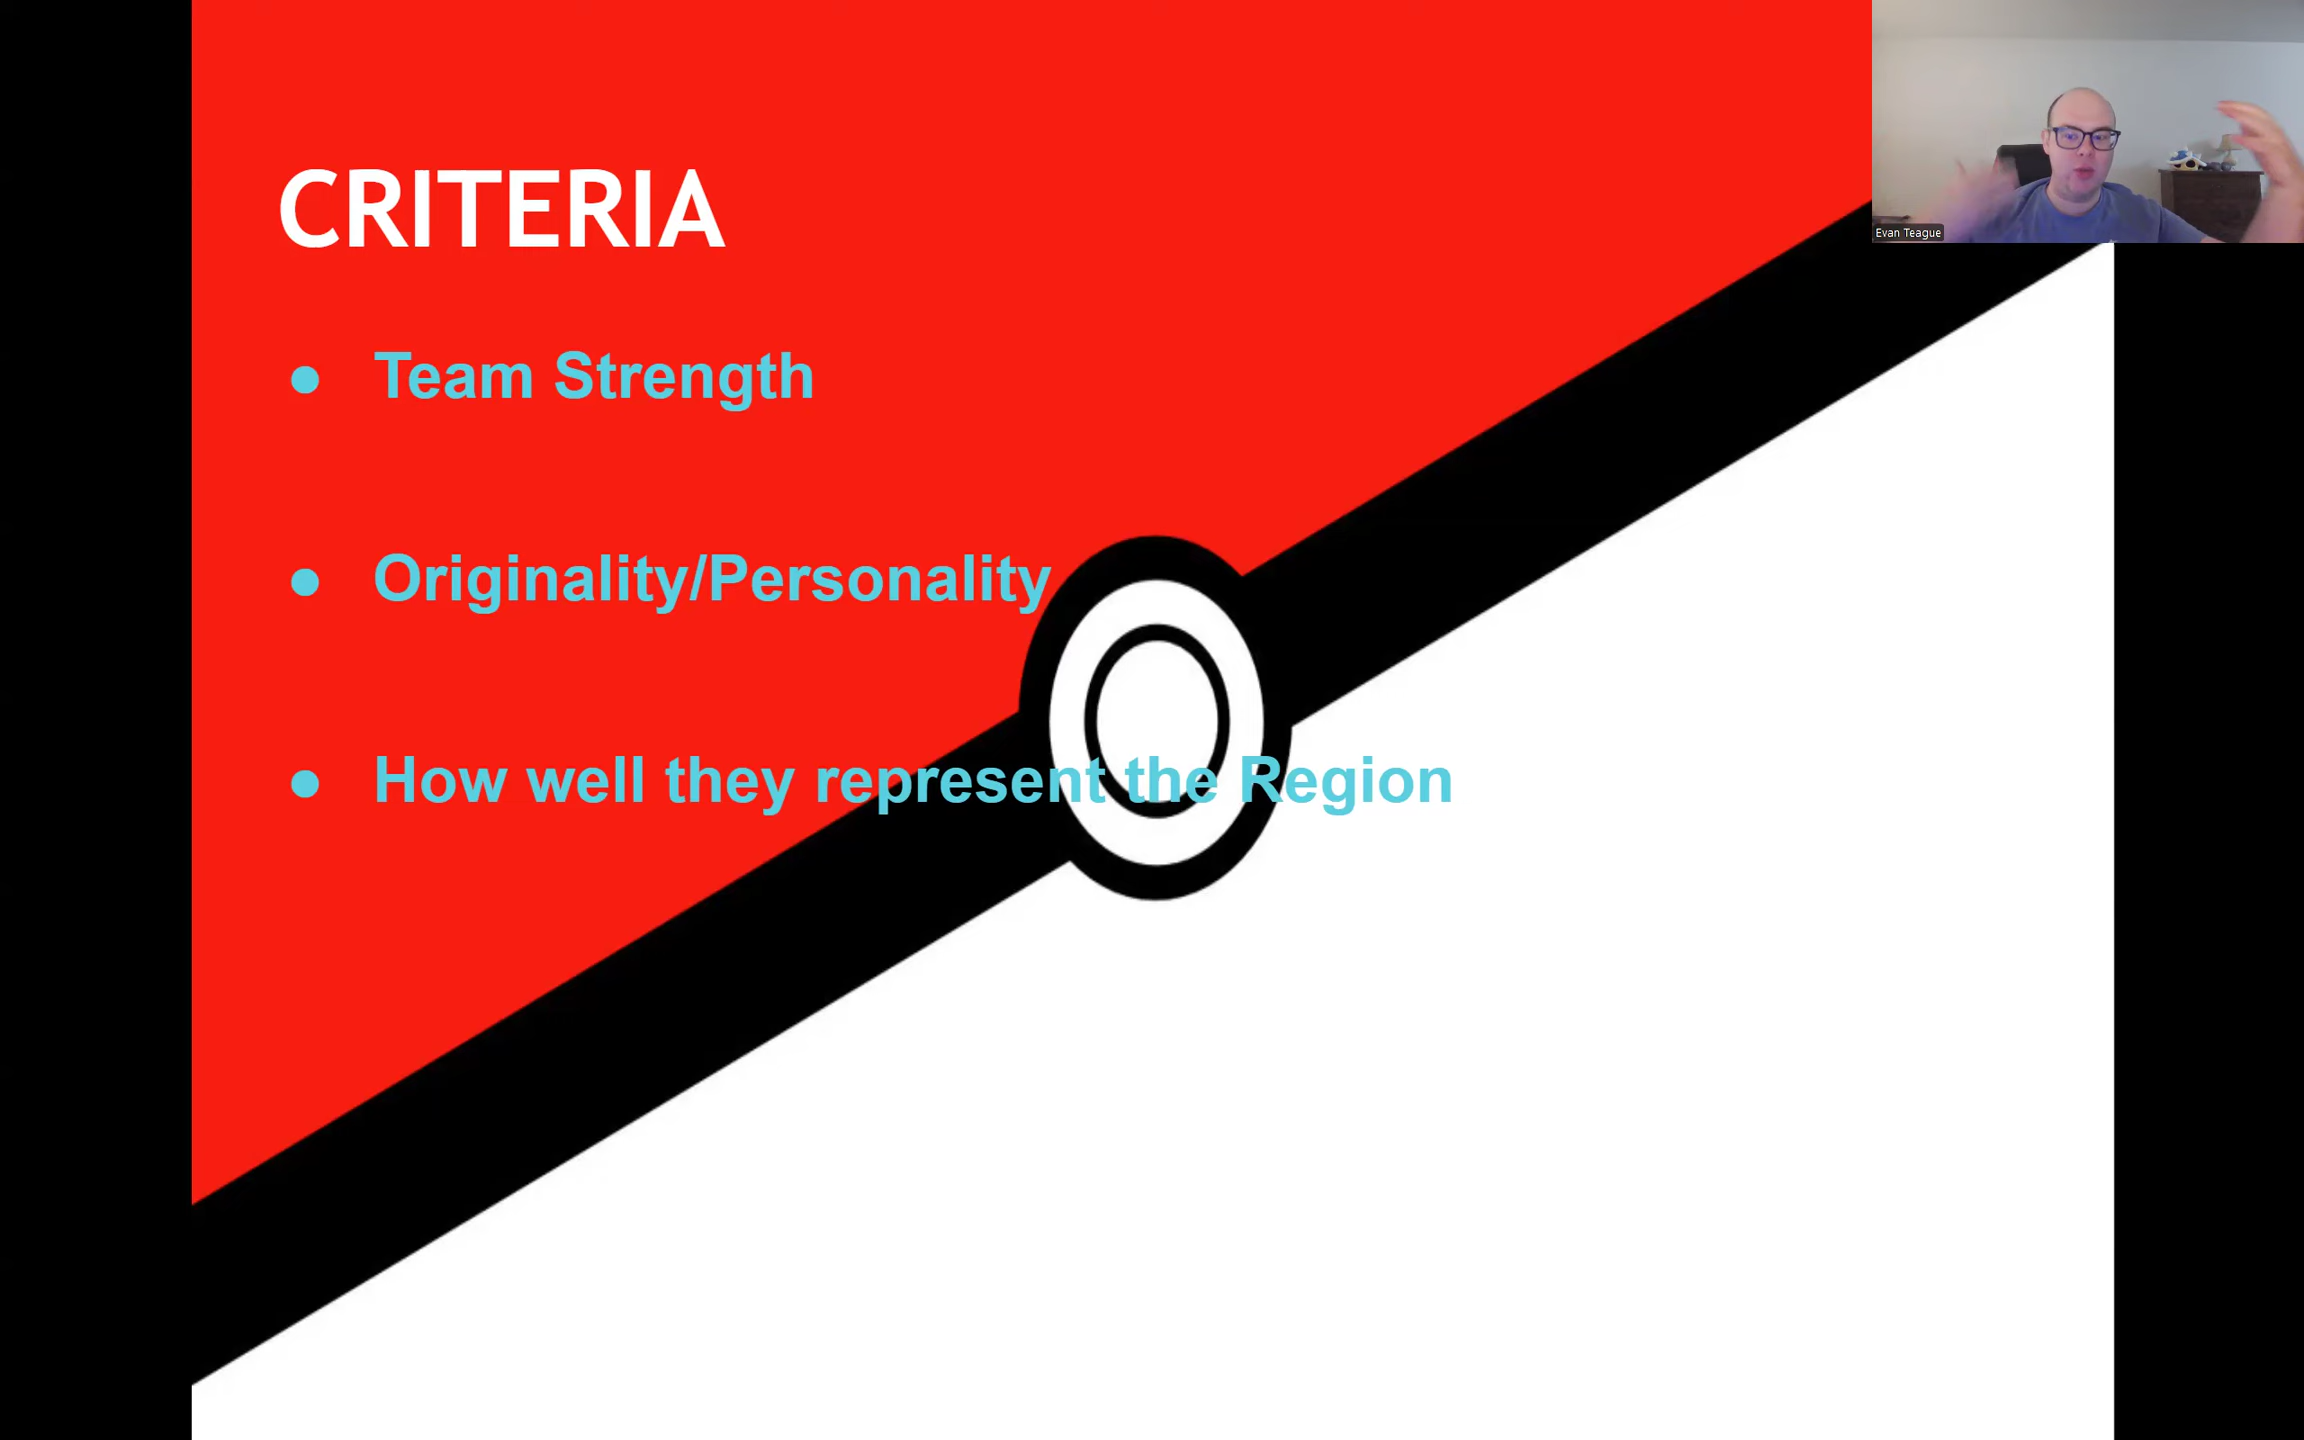 CRITERIA
● Team Strength
● Originality/Personality
● How well they represent the Region
Evan Teague